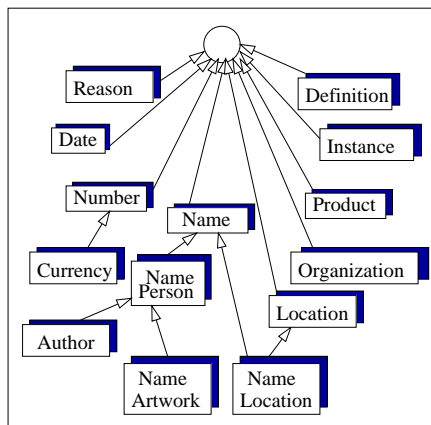 Reason
Definition
Date
Instance
Number
Product
Name
Currency
Name
Person
Organization
Location
Author
Name
Artwork
Name
Location